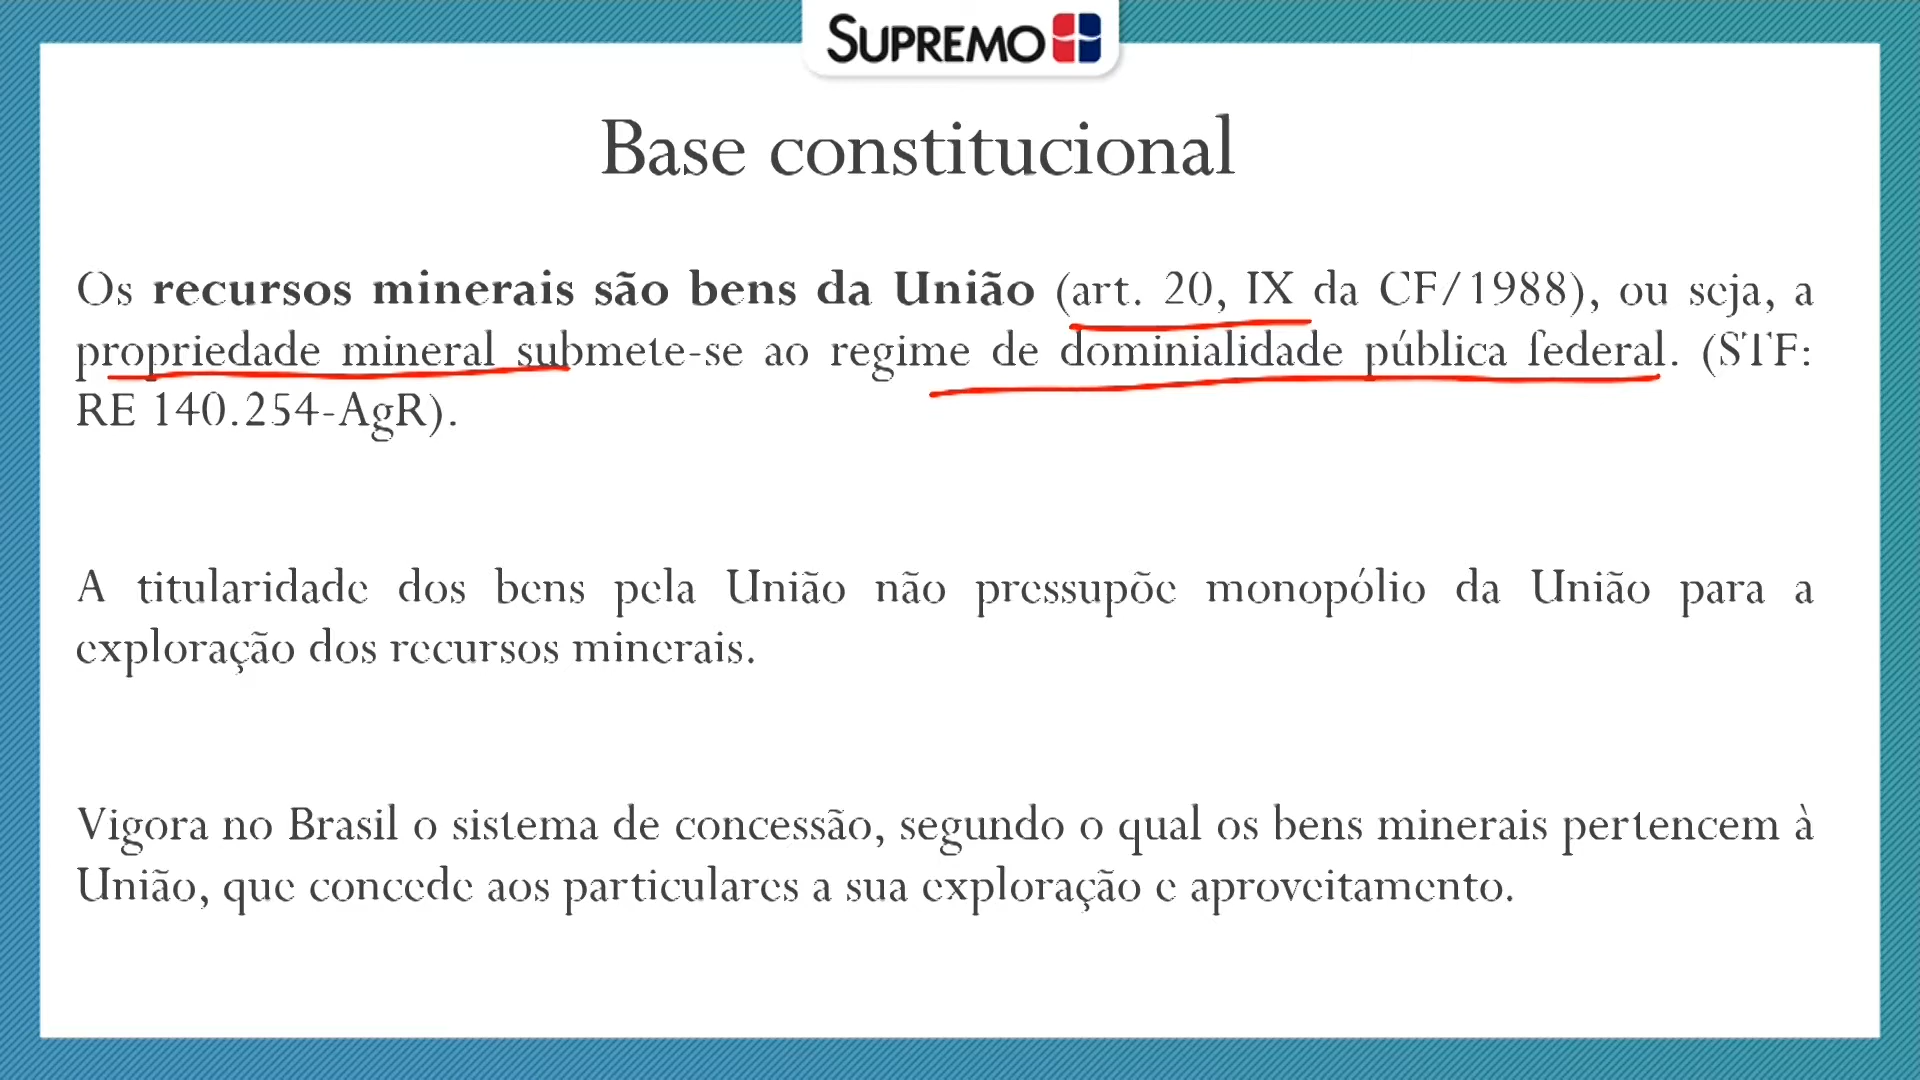 SUPREMO
Base constitucional
Os recursos minerais são bens da União (art. 20, IX da CF/1988), ou seja, a
propriedade mineral submete-se ao regime de dominialidade pública federal. (STF:
RE 140.254-AgR).
A titularidade dos bens pela União não pressupõe monopólio da União para a
exploração dos recursos minerais.
Vigora no Brasil o sistema de concessão, segundo o qual os bens minerais pertencem à
União, que concede aos particulares a sua exploração e aproveitamento.